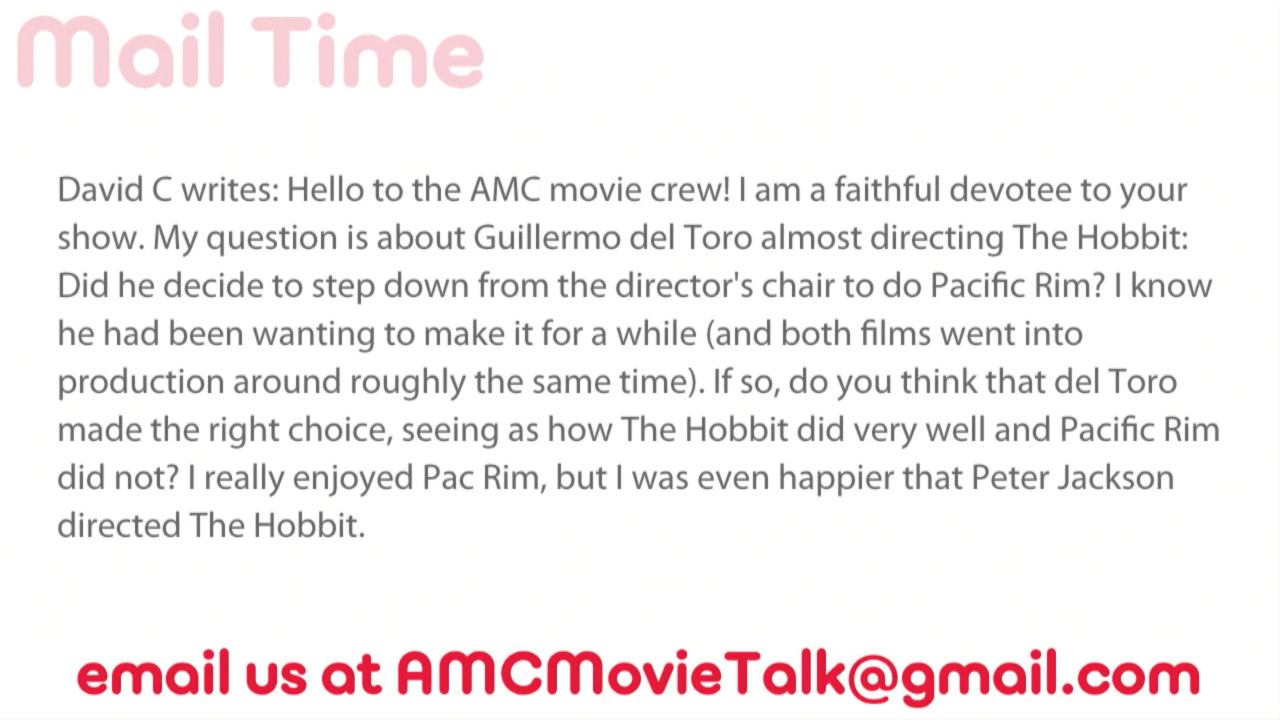 Mail Time
David C writes: Hello to the AMC movie crew! I am a faithful devotee to your
show. My question is about Guillermo del Toro almost directing The Hobbit:
Did he decide to step down from the director's chair to do Pacific Rim? I know
he had been wanting to make it for a while (and both films went into
production around roughly the same time). If so, do you think that del Toro
made the right choice, seeing as how The Hobbit did very well and Pacific Rim
did not? I really enjoyed Pac Rim, but I was even happier that Peter Jackson
directed The Hobbit.
email us at AMCMovieTalk@gmail.com